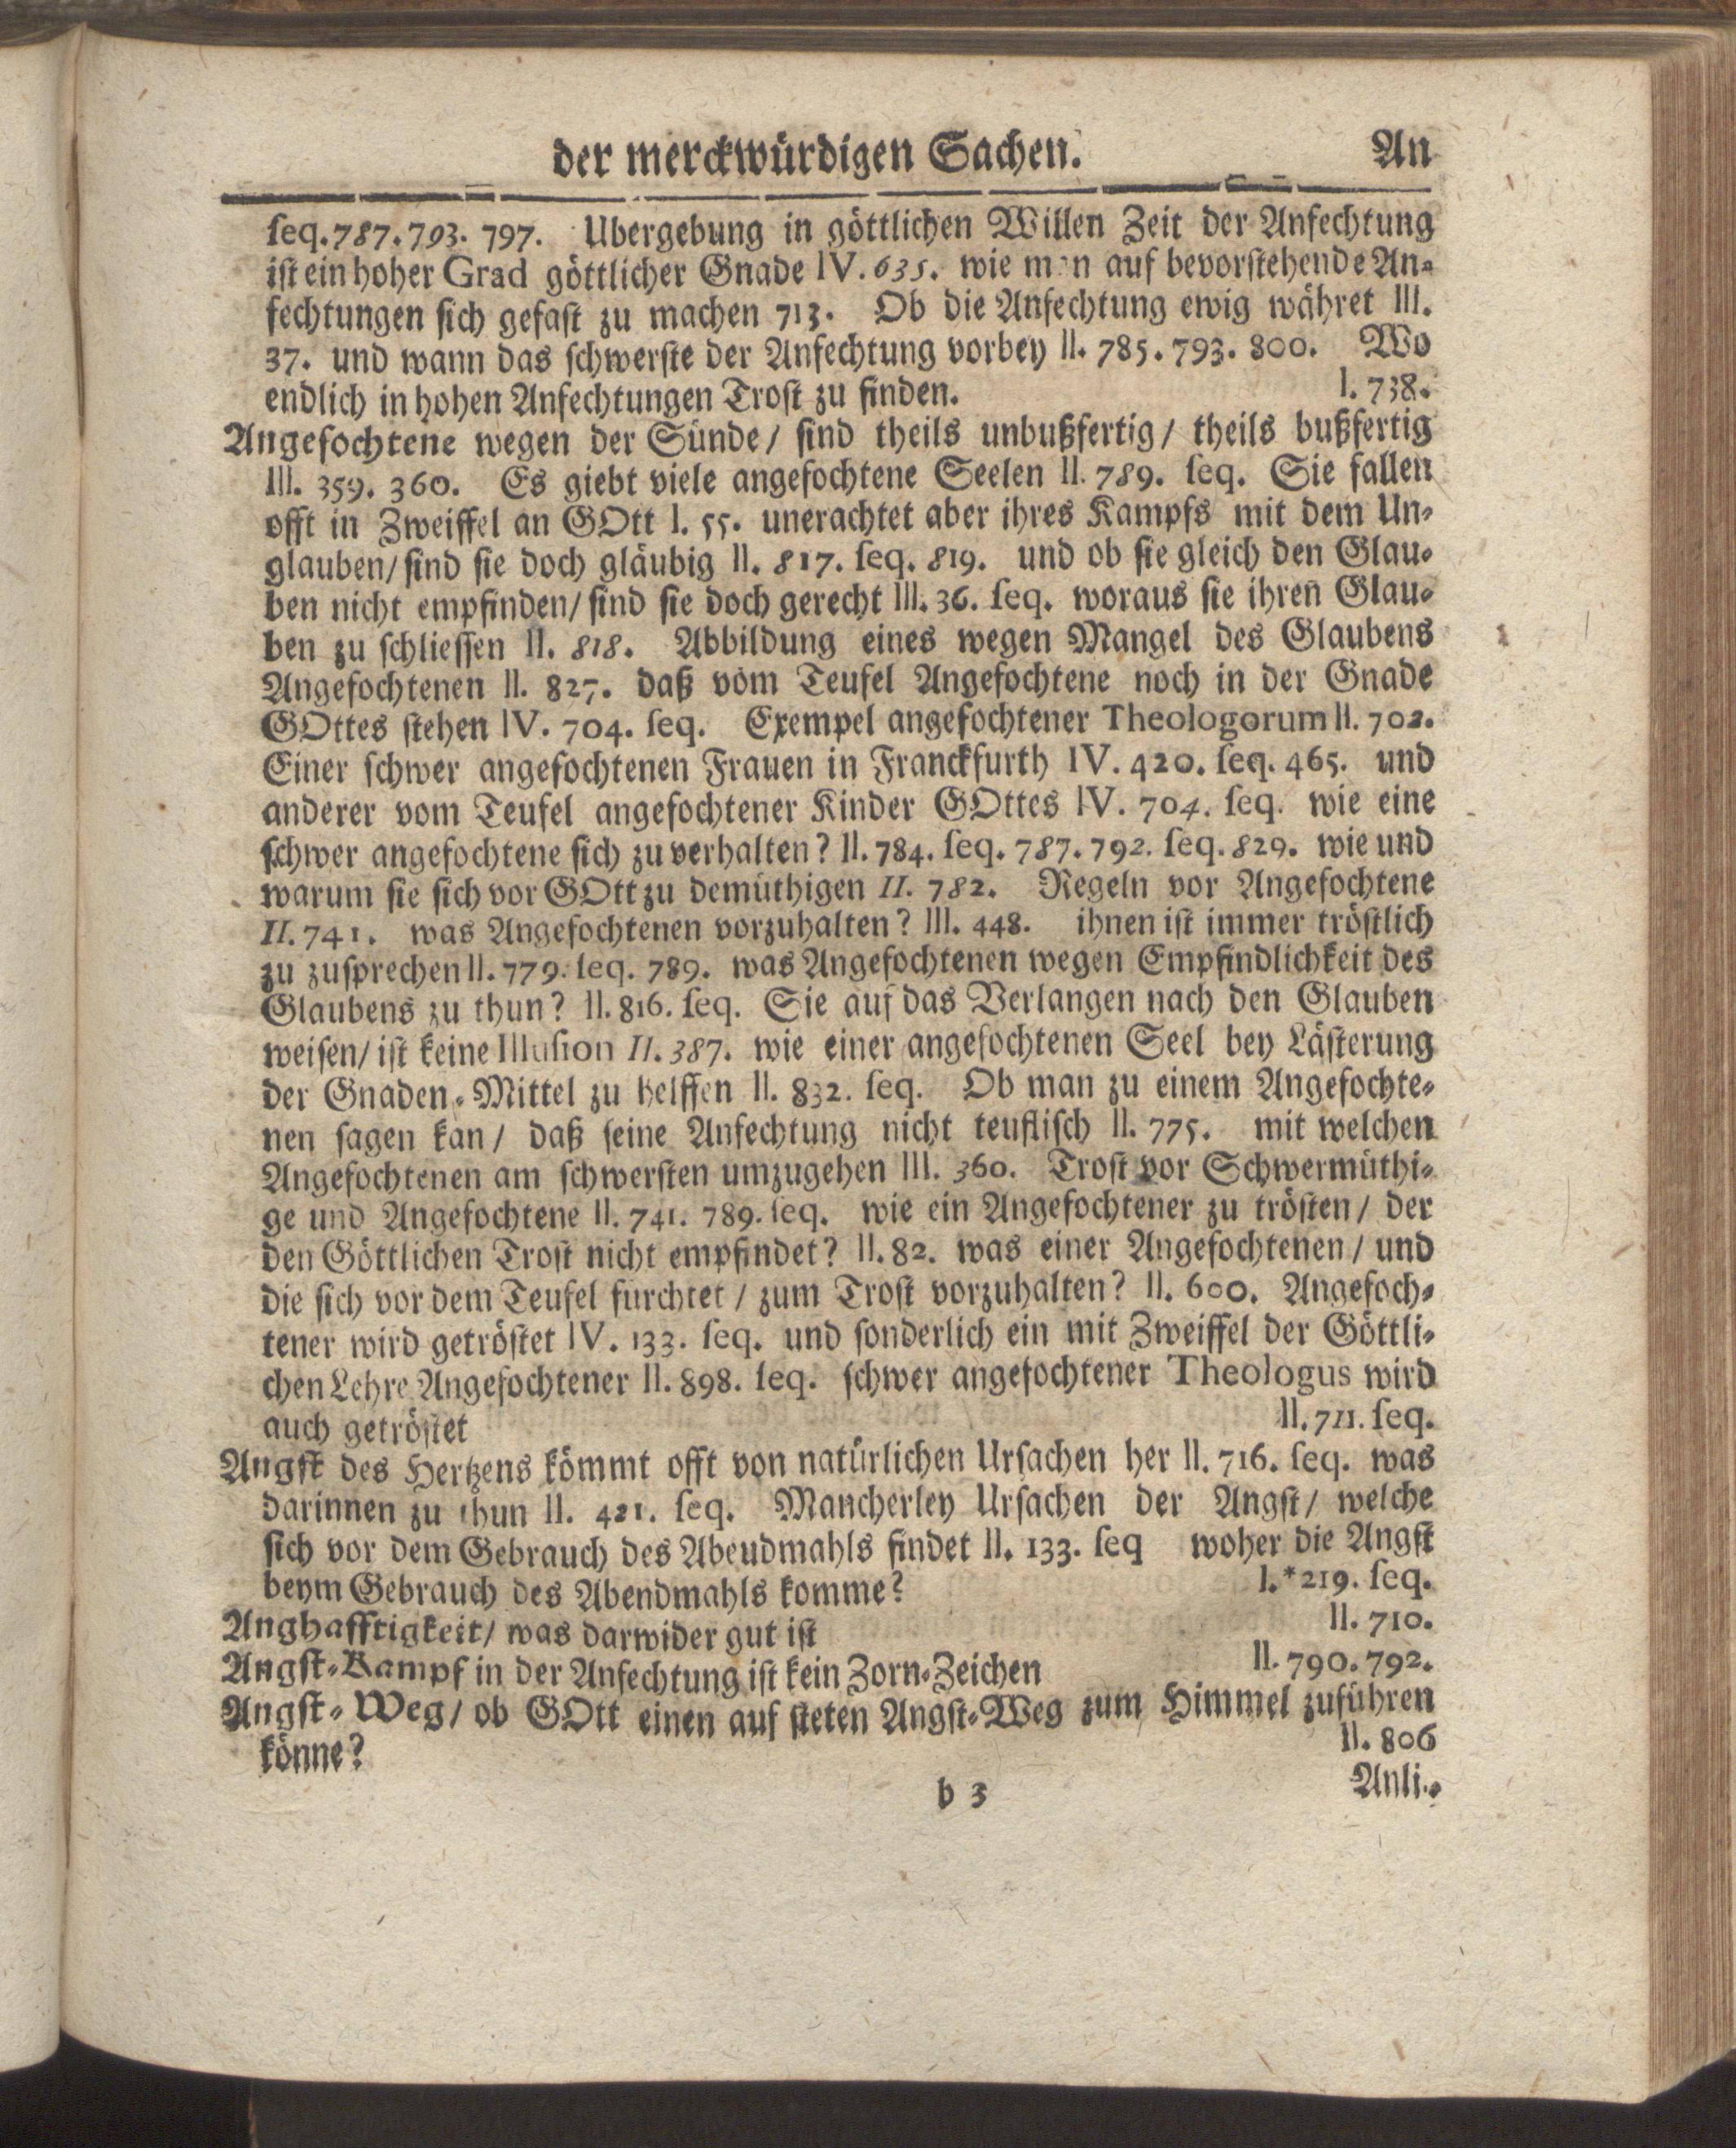 der merckwürdigen Sachen. An
seq. 787. 793. 797. Ubergebung in göttlichen Willen Zeit der Anfechtung
ist ein hoher Grad göttlicher Gnade IV. 635. wie man auf bevorstehende An-
fechtungen sich gefast zu machen 713. Ob die Anfechtung ewig währet III.
37. und wann das schwerste der Anfechtung vorbey II. 785. 793. 800. Wo
endlich in hohen Anfechtungen Trost zu finden. I. 738.
Angefochtene wegen der Sünde/ sind theils unbußfertig/ theils bußfertig
III. 359. 360. Es giebt viele angefochtene Seelen II. 789. seq. Sie fallen
offt in Zweiffel an GOtt I. 55. unerachtet aber ihres Kampfs mit dem Un-
glauben/ sind sie doch gläubig II. 817. seq. 819. und ob sie gleich den Glau-
ben nicht empfinden/ sind sie doch gerecht III. 36. seq. woraus sie ihren Glau-
ben zu schliessen II. 818. Abbildung eines wegen Mangel des Glaubens
Angefochtenen II. 827. daß vom Teufel Angefochtene noch in der Gnade
GOttes stehen IV. 704. seq. Exempel angefochtener Theologorum II. 702.
Einer schwer angefochtenen Frauen in Franckfurth IV. 420. seq. 465. und
anderer vom Teufel angefochtener Kinder GOttes IV. 704. seq. wie eine
schwer angefochtene sich zu verhalten? II. 784. seq. 787. 792. seq. 829. wie und
warum sie sich vor GOtt zu demüthigen II. 782. Regeln vor Angefochtene
II. 741. was Angefochtenen vorzuhalten? III. 448. ihnen ist immer tröstlich
zu zusprechen II. 779. seq. 789. was Angefochtenen wegen Empfindlichkeit des
Glaubens zu thun? II. 816. seq. Sie auf das Verlangen nach den Glauben
weisen/ ist keine Illusion II. 387. wie einer angefochtenen Seel bey Lästerung
der Gnaden-Mittel zu helffen II. 832. seq. Ob man zu einem Angefochte-
nen sagen kan/ daß seine Anfechtung nicht teuflisch II. 775. mit welchen
Angefochtenen am schwersten umzugehen III. 360. Trost vor Schwermüthi-
ge und Angefochtene II. 741. 789. seq. wie ein Angefochtener zu trösten/ der
den Göttlichen Trost nicht empfindet? II. 82. was einer Angefochtenen/ und
die sich vor dem Teufel furchtet/ zum Trost vorzuhalten? II. 600. Angefoch-
tener wird getröstet IV. 133. seq. und sonderlich ein mit Zweiffel der Göttli-
chen Lehre Angefochtener II. 898. seq. schwer angefochtener Theologus wird
auch getröstet II. 711. seq.
Angst des Hertzens kömmt offt von natürlichen Ursachen her II. 716. seq. was
darinnen zu thun II. 421. seq. Mancherley Ursachen der Angst/ welche
sich vor dem Gebrauch des Abeudmahls findet II. 133. seq woher die Angst
beym Gebrauch des Abendmahls komme? I.*219. seq.
Anghafftigkeit/ was darwider gut ist II. 710.
Angst-Kampf in der Anfechtung ist kein Zorn-Zeichen II. 790. 792.
Angst-Weg/ ob GOtt einen auf steten Angst-Weg zum Himmel zuführen
könne? II. 806
b 3 Anli-